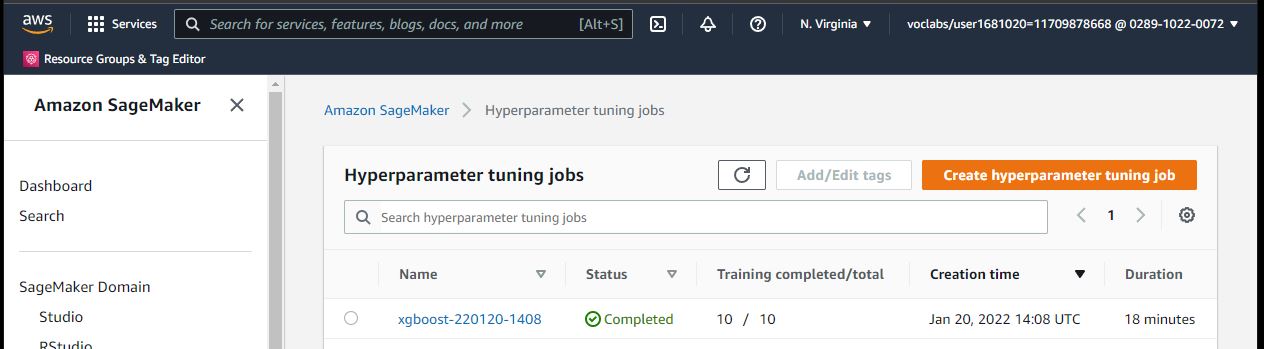 aws
Services
Search for services, features, blogs, docs, and more [Alt+S]
N. Virginia
voclabs/user1681020=11709878668 @ 0289-1022-0072
Resource Groups & Tag Editor
Amazon SageMaker
Dashboard
Search
SageMaker Domain
Studio
RStudio
Amazon SageMaker > Hyperparameter tuning jobs
Hyperparameter tuning jobs
Add/Edit tags
Create hyperparameter tuning job
Search hyperparameter tuning jobs
1
Name Status Training completed/total Creation time Duration
xgboost-220120-1408 Completed 10 / 10 Jan 20, 2022 14:08 UTC 18 minutes